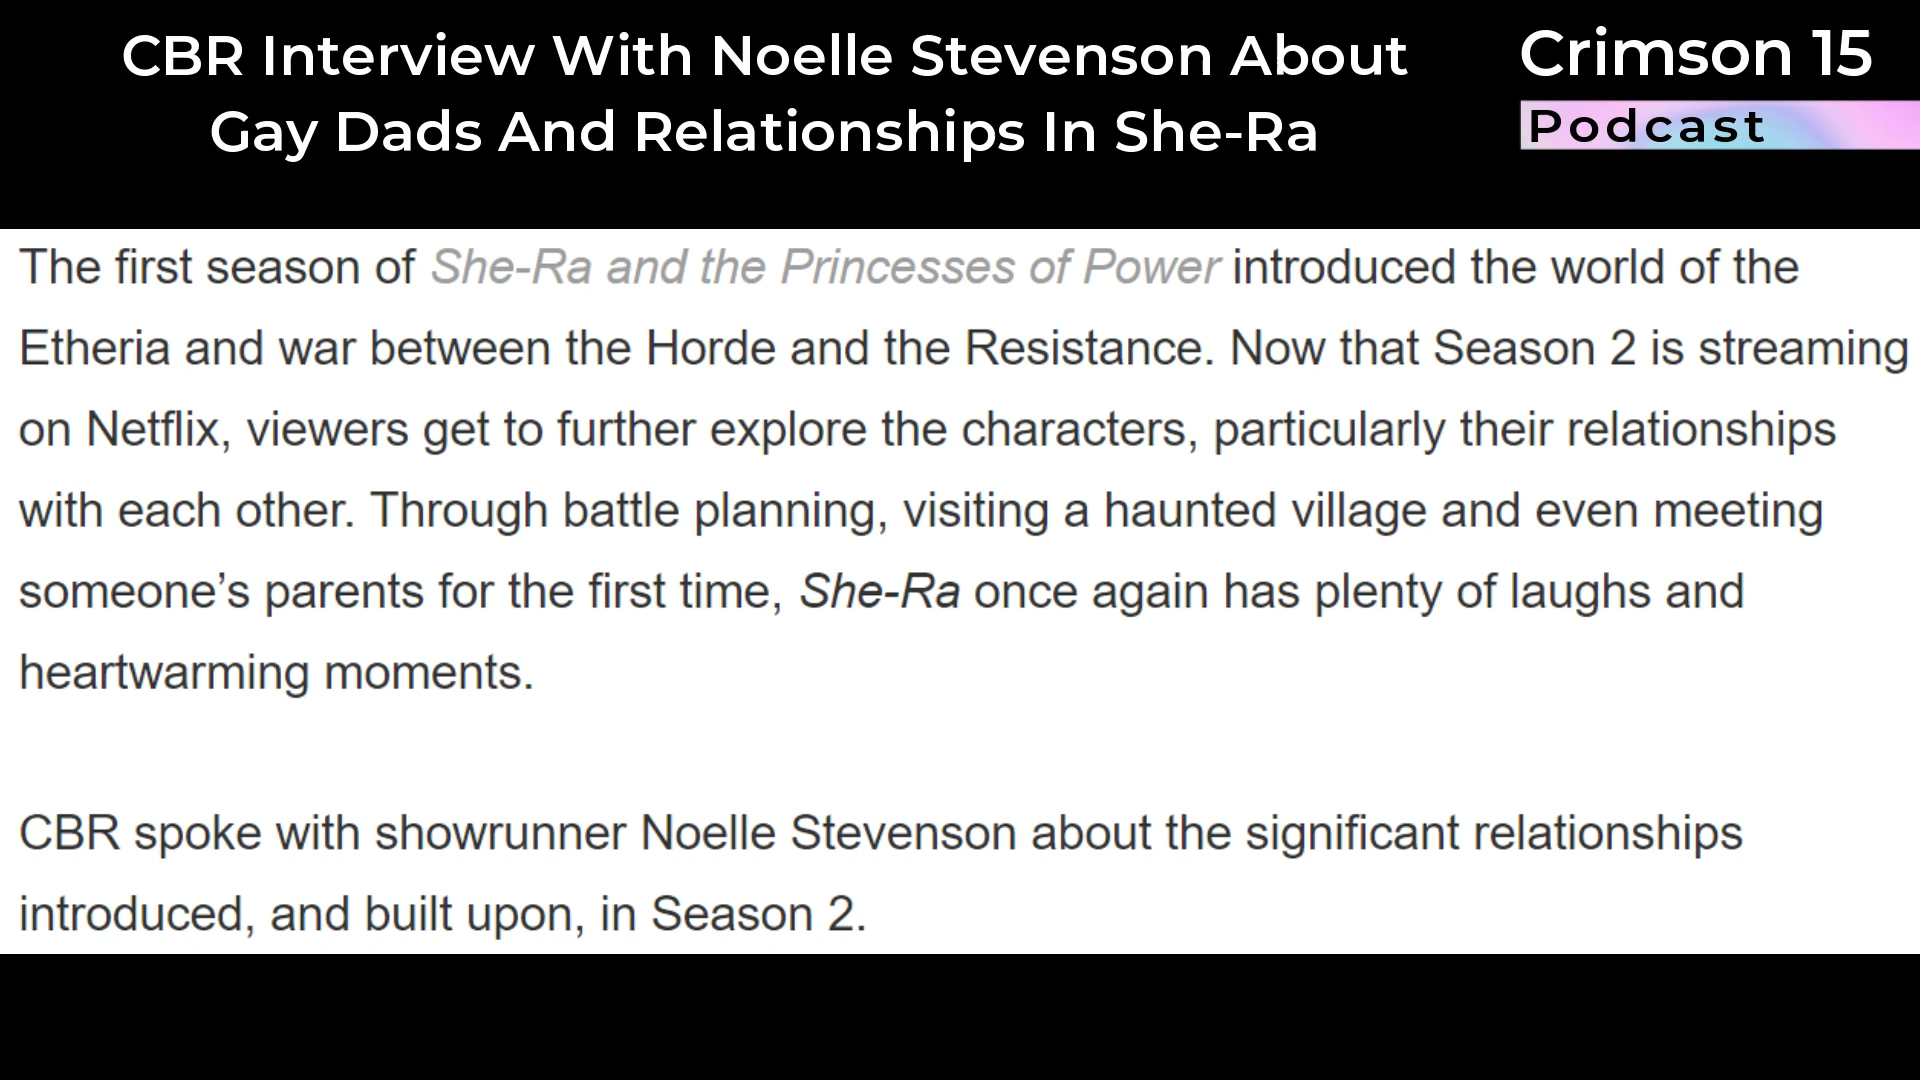 CBR Interview With Noelle Stevenson About
Gay Dads And Relationships In She-Ra
Crimson 15
Podcast
The first season of She-Ra and the Princesses of Power introduced the world of the
Etheria and war between the Horde and the Resistance. Now that Season 2 is streaming
on Netflix, viewers get to further explore the characters, particularly their relationships
with each other. Through battle planning, visiting a haunted village and even meeting
someone’s parents for the first time, She-Ra once again has plenty of laughs and
heartwarming moments.
CBR spoke with showrunner Noelle Stevenson about the significant relationships
introduced, and built upon, in Season 2.